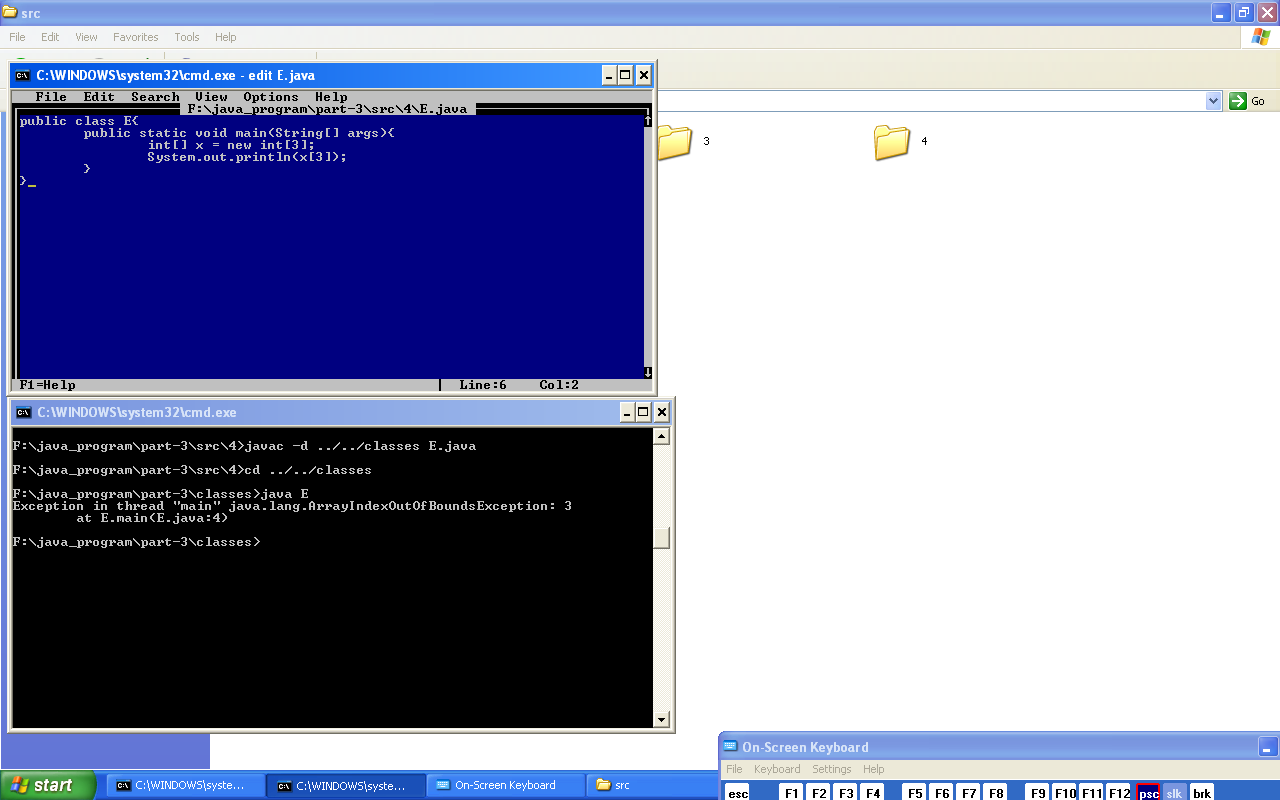 src
File Edit View Favorites Tools Help
C:\WINDOWS\system32\cmd.exe - edit E.java
File Edit Search View Options Help
F:\java_program\part-3\src\4\E.java
public class E{
public static void main(String[] args){
int[] x = new int[3];
System.out.println(x[3]);
}
}_
F1=Help Line:6 Col:2
Go
3
4
C:\WINDOWS\system32\cmd.exe
F:\java_program\part-3\src\4>javac -d ../../classes E.java
F:\java_program\part-3\src\4>cd ../../classes
F:\java_program\part-3\classes>java E
Exception in thread "main" java.lang.ArrayIndexOutOfBoundsException: 3
at E.main(E.java:4)
F:\java_program\part-3\classes>
On-Screen Keyboard
File Keyboard Settings Help
esc F1 F2 F3 F4 F5 F6 F7 F8 F9 F10 F11 F12 psc slk brk
start
C:\WINDOWS\syste...
C:\WINDOWS\syste...
On-Screen Keyboard
src